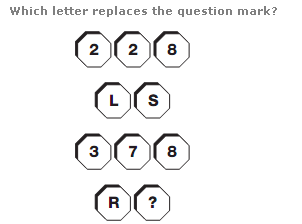 Which letter replaces the question mark?
2 2 8
L S
3 7 8
R ?